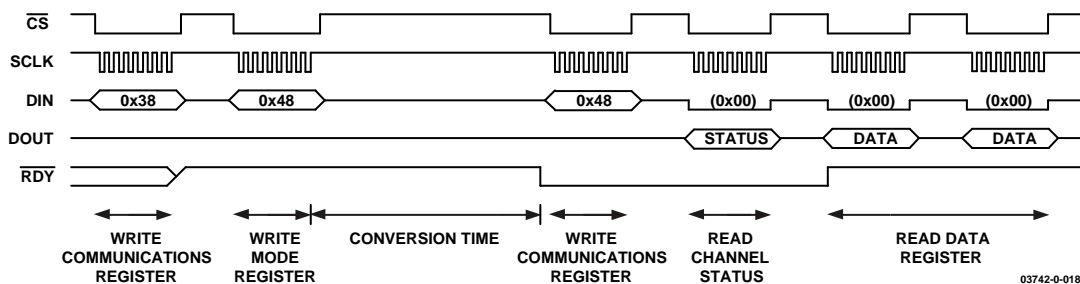 CS
SCLK
DIN 0x38 0x48 0x48 (0x00) (0x00) (0x00)
DOUT STATUS DATA DATA
RDY
WRITE
COMMUNICATIONS
REGISTER
WRITE
MODE
REGISTER
CONVERSION TIME
WRITE
COMMUNICATIONS
REGISTER
READ
CHANNEL
STATUS
READ DATA
REGISTER
03742-0-018